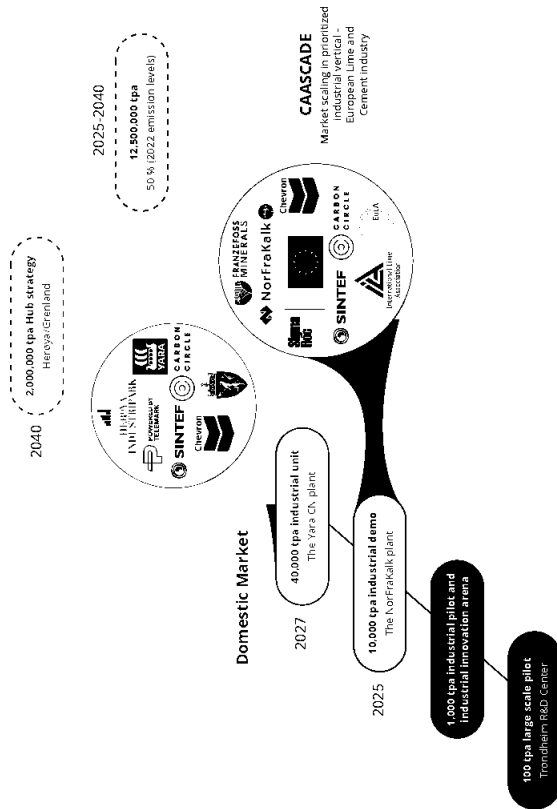 2040
2,000,000 tpa Hub strategy
Herøya/Grenland
2025-2040
12,500,000 tpa
50 % (2022 emission levels)
HERØYA
INDUSTRIPARK
POWERED BY
TELEMARK
YARA
SINTEF
CARBON
CIRCLE
Chevron
Domestic Market
FRANZEFOSS
MINERALS
NorFraKalk
SigmaRoc
Chevron
SINTEF
CARBON
CIRCLE
International Lime
Association
EuLA
CAASCADE
Market scaling in prioritized
industrial vertical -
European Lime and
Cement industry
2027
40,000 tpa industrial unit
The Yara CN plant
2025
10,000 tpa industrial demo
The NorFraKalk plant
1,000 tpa industrial pilot and
industrial innovation arena
100 tpa large scale pilot
Trondheim R&D Center